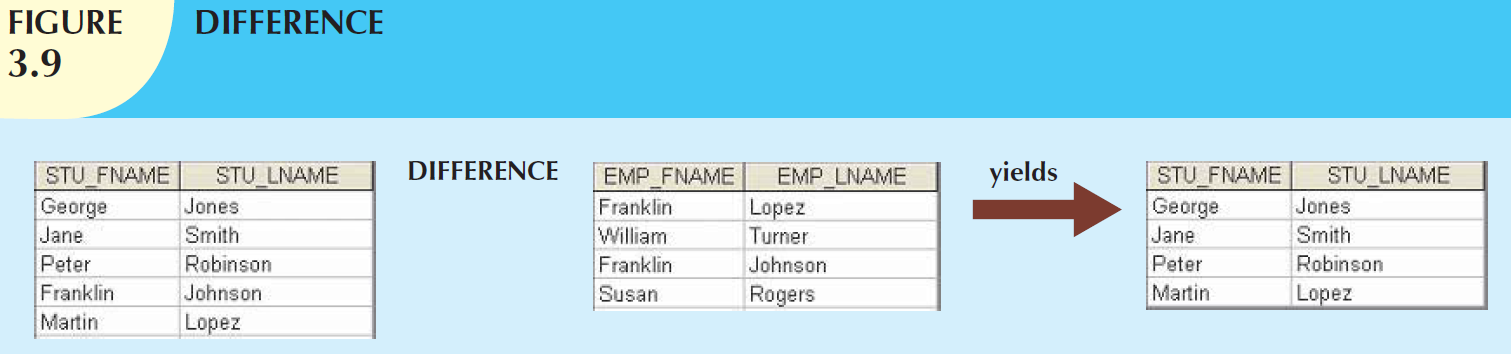 FIGURE
3.9
DIFFERENCE
STU_FNAME STU_LNAME
George Jones
Jane Smith
Peter Robinson
Franklin Johnson
Martin Lopez
DIFFERENCE
EMP_FNAME EMP_LNAME
Franklin Lopez
William Turner
Franklin Johnson
Susan Rogers
yields
STU_FNAME STU_LNAME
George Jones
Jane Smith
Peter Robinson
Martin Lopez